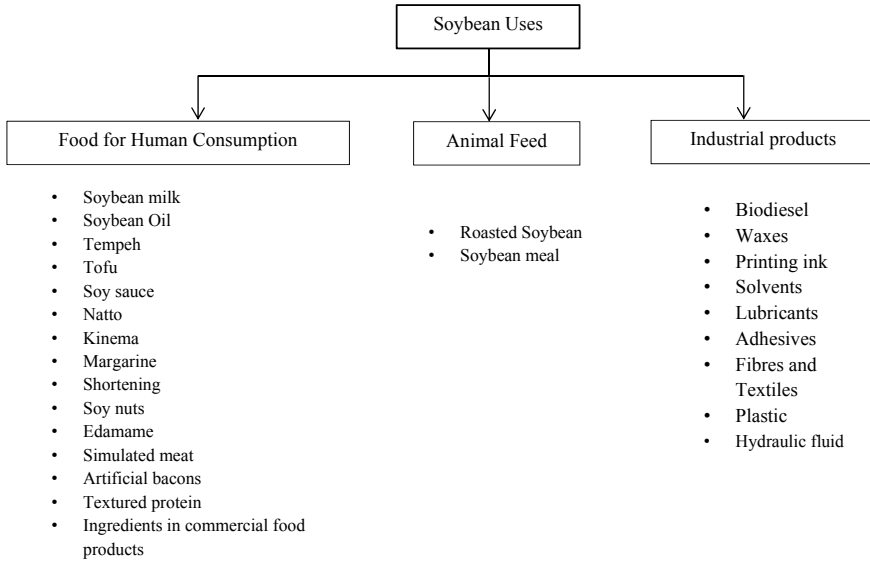 Soybean Uses
Food for Human Consumption
• Soybean milk
• Soybean Oil
• Tempeh
• Tofu
• Soy sauce
• Natto
• Kinema
• Margarine
• Shortening
• Soy nuts
• Edamame
• Simulated meat
• Artificial bacons
• Textured protein
• Ingredients in commercial food
products
Animal Feed
• Roasted Soybean
• Soybean meal
Industrial products
• Biodiesel
• Waxes
• Printing ink
• Solvents
• Lubricants
• Adhesives
• Fibres and
Textiles
• Plastic
• Hydraulic fluid